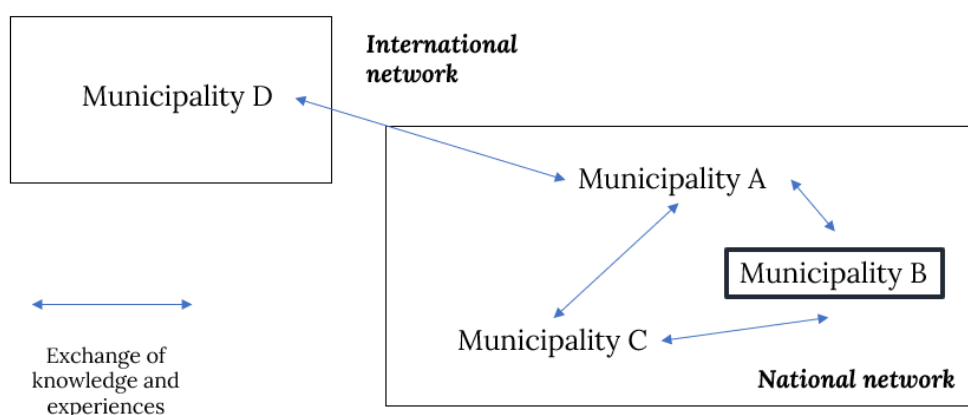 International
network
Municipality D
Municipality A
Municipality B
Municipality C
National network
Exchange of
knowledge and
experiences